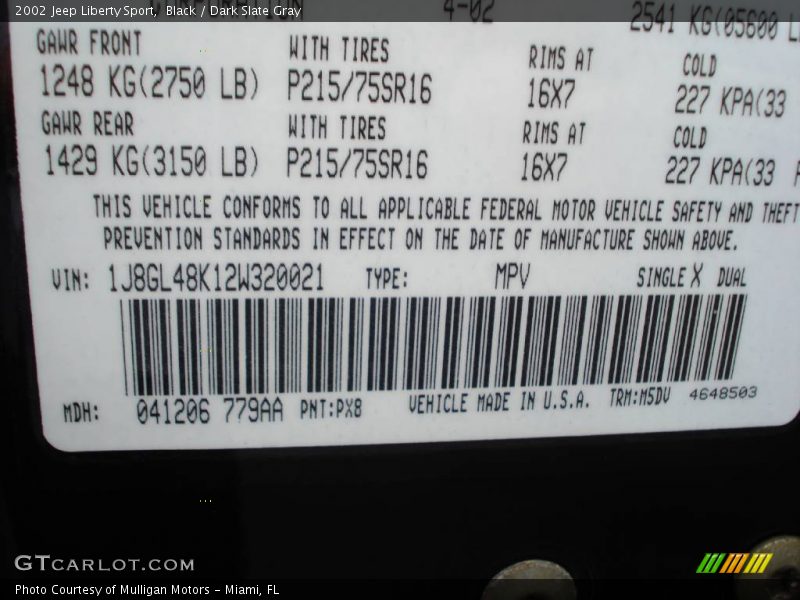 2002 Jeep Liberty Sport,  Black / Dark Slate Gray
4-02 2541 KG(05600 L
GAWR FRONT WITH TIRES RIMS AT COLD
1248 KG(2750 LB) P215/75SR16 16X7 227 KPA(33
GAWR REAR WITH TIRES RIMS AT COLD
1429 KG(3150 LB) P215/75SR16 16X7 227 KPA(33 P
THIS VEHICLE CONFORMS TO ALL APPLICABLE FEDERAL MOTOR VEHICLE SAFETY AND THEFT
PREVENTION STANDARDS IN EFFECT ON THE DATE OF MANUFACTURE SHOWN ABOVE.
VIN: 1J8GL48K12W320021 TYPE: MPV SINGLE X DUAL
MDH: 041206 779AA PNT:PX8 VEHICLE MADE IN U.S.A. TRM:M5DV 4648503
GTCARLOT.COM
Photo Courtesy of Mulligan Motors – Miami, FL